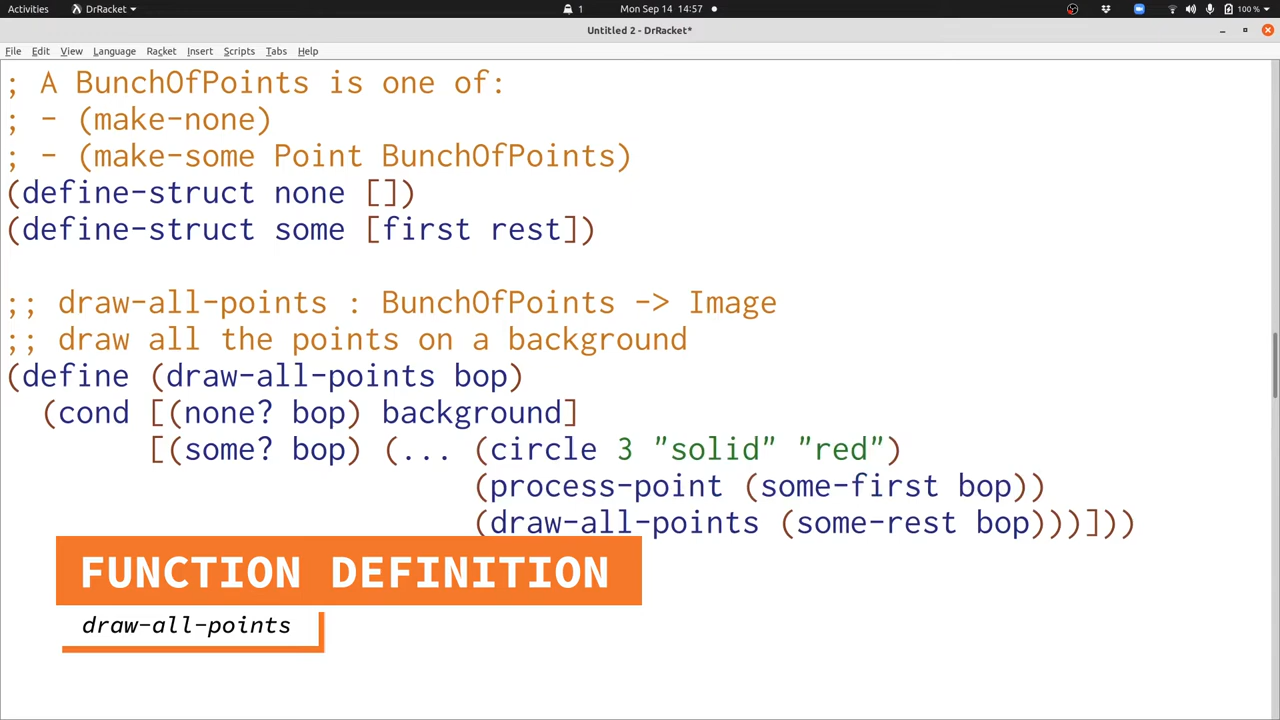 Activities
DrRacket
1
Mon Sep 14 14:57
100 %
Untitled 2 - DrRacket*
File Edit View Language Racket Insert Scripts Tabs Help
; A BunchOfPoints is one of:
; - (make-none)
; - (make-some Point BunchOfPoints)
(define-struct none [])
(define-struct some [first rest])
;; draw-all-points : BunchOfPoints -> Image
;; draw all the points on a background
(define (draw-all-points bop)
(cond [(none? bop) background]
[(some? bop) (... (circle 3 "solid" "red")
(process-point (some-first bop))
(draw-all-points (some-rest bop)))]))
FUNCTION DEFINITION
draw-all-points